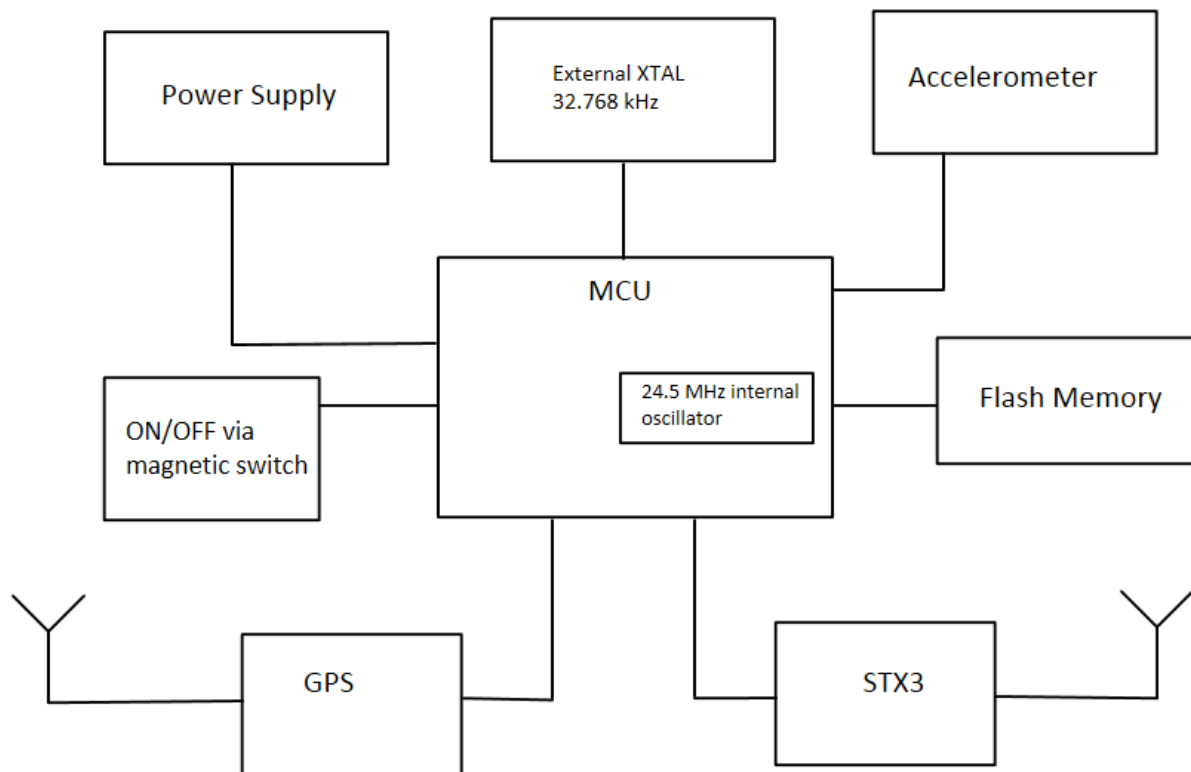 Power Supply
External XTAL
32.768 kHz
Accelerometer
MCU
24.5 MHz internal
oscillator
ON/OFF via
magnetic switch
Flash Memory
GPS
STX3